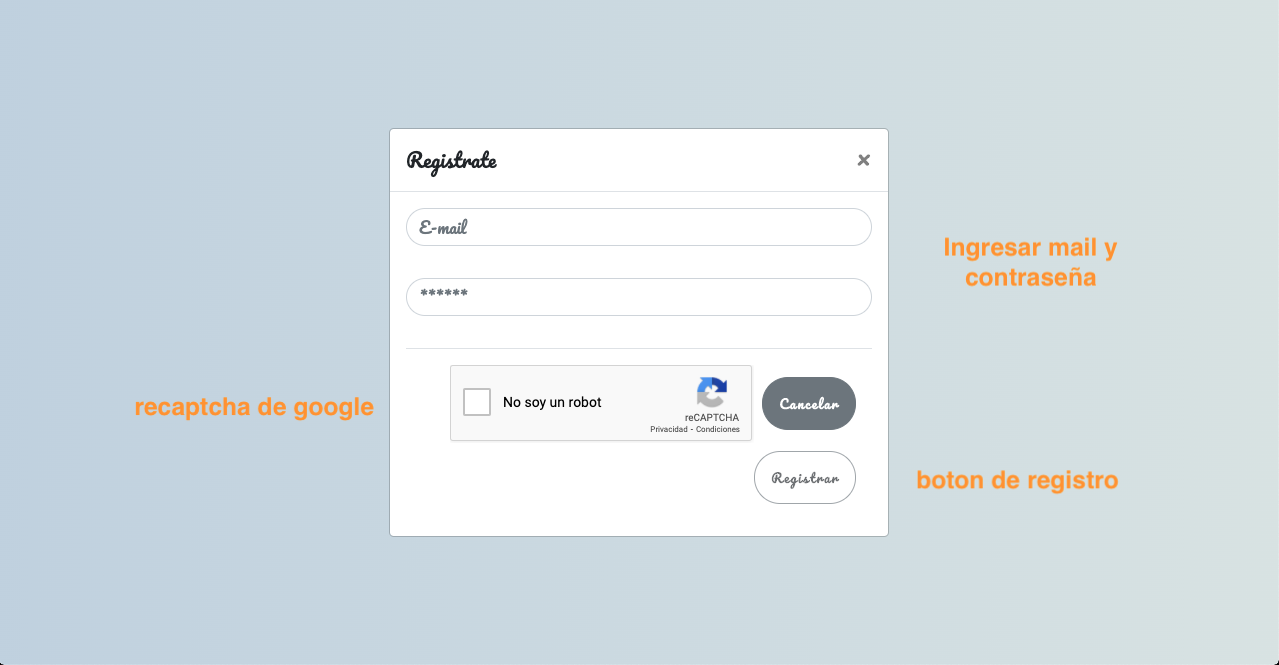 Registrate
E-mail
Ingresar mail y
contraseña
******
recaptcha de google
No soy un robot
reCAPTCHA
Privacidad - Condiciones
Cancelar
Registrar
boton de registro